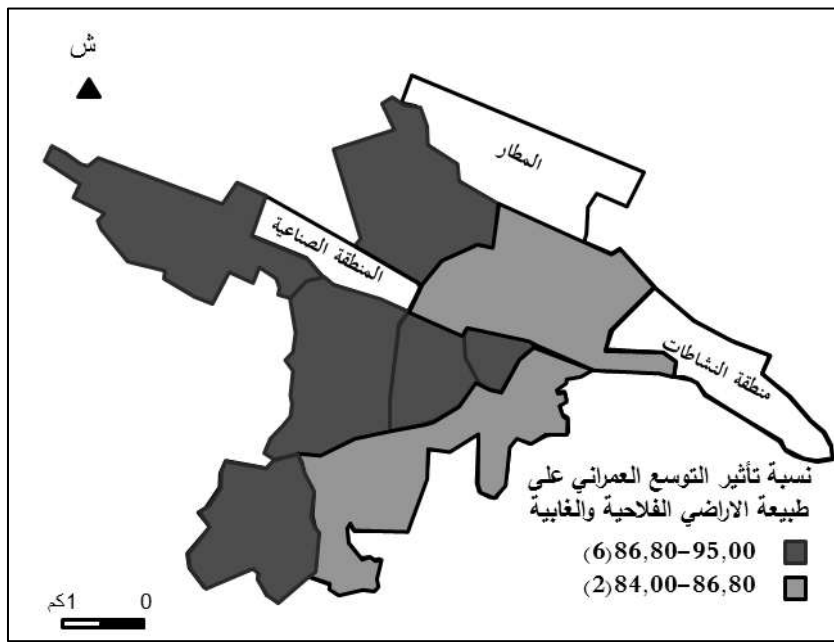 ش
المطار
المنطقة الصناعية
منطقة النشاطات
نسبة تأثير التوسع العمراني على
طبيعة الاراضي الفلاحية والغابية
86,80-95,00(6)
84,00-86,80(2)
0 1كم